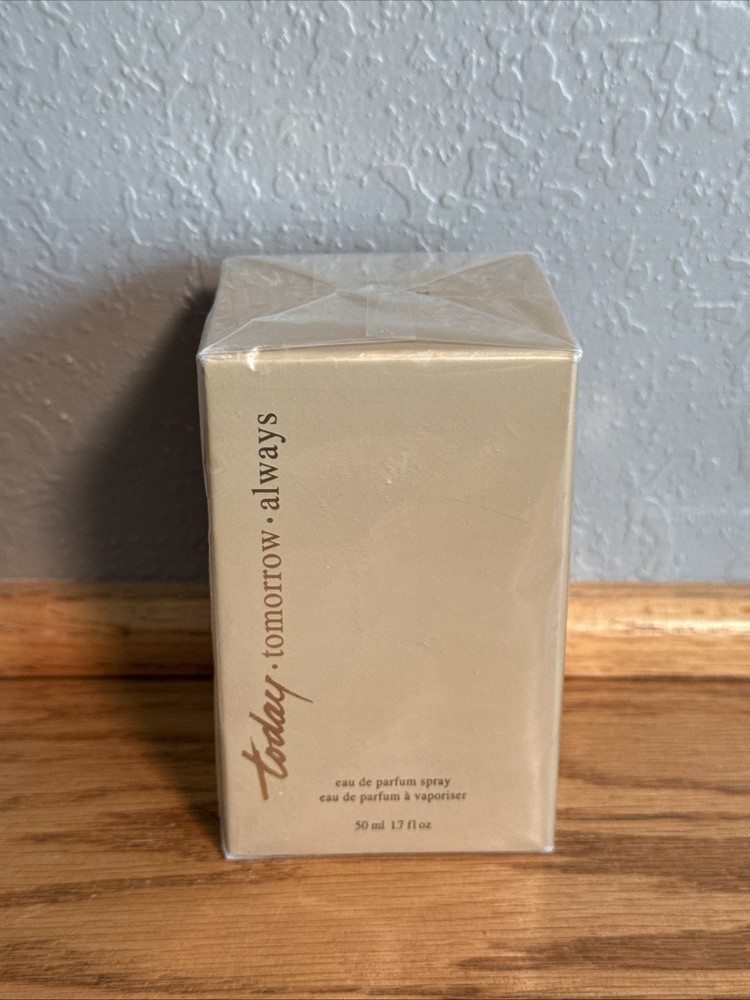 today · tomorrow · always
eau de parfum spray
eau de parfum à vaporiser
50 ml 1.7 fl oz